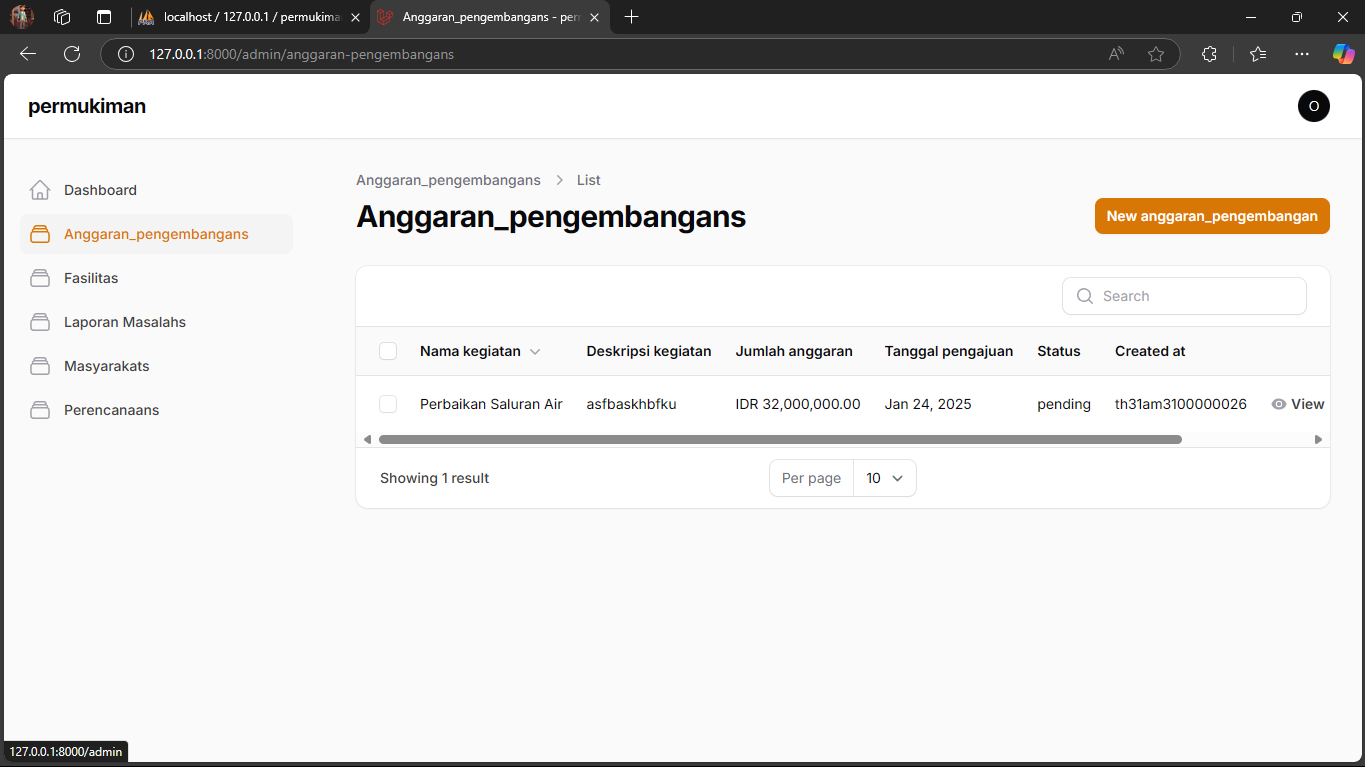 localhost / 127.0.0.1 / permukima
Anggaran_pengembangans - per
127.0.0.1:8000/admin/anggaran-pengembangans
permukiman
O
Dashboard
Anggaran_pengembangans
Fasilitas
Laporan Masalahs
Masyarakats
Perencanaans
Anggaran_pengembangans > List
Anggaran_pengembangans
New anggaran_pengembangan
Search
Nama kegiatan Deskripsi kegiatan Jumlah anggaran Tanggal pengajuan Status Created at
Perbaikan Saluran Air asfbaskhbfku IDR 32,000,000.00 Jan 24, 2025 pending th31am3100000026 View
Showing 1 result
Per page 10
127.0.0.1:8000/admin